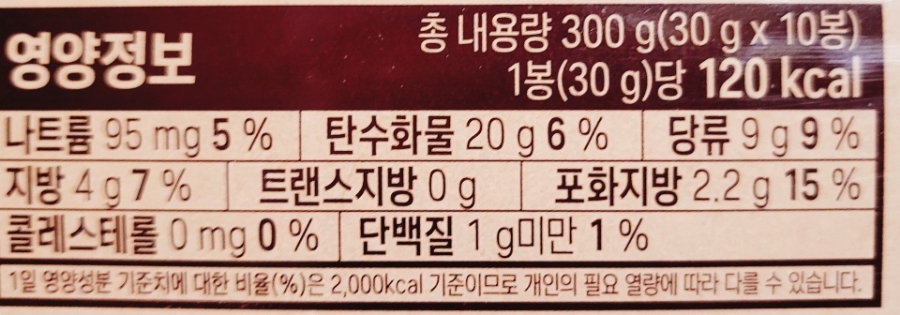 영양정보
총 내용량 300 g(30 g x 10봉)
1봉(30 g)당 120 kcal
나트륨 95 mg 5 % 탄수화물 20 g 6 % 당류 9 g 9 %
지방 4 g 7 % 트랜스지방 0 g 포화지방 2.2 g 15 %
콜레스테롤 0 mg 0 % 단백질 1 g미만 1 %
1일 영양성분 기준치에 대한 비율(%)은 2,000kcal 기준이므로 개인의 필요 열량에 따라 다를 수 있습니다.